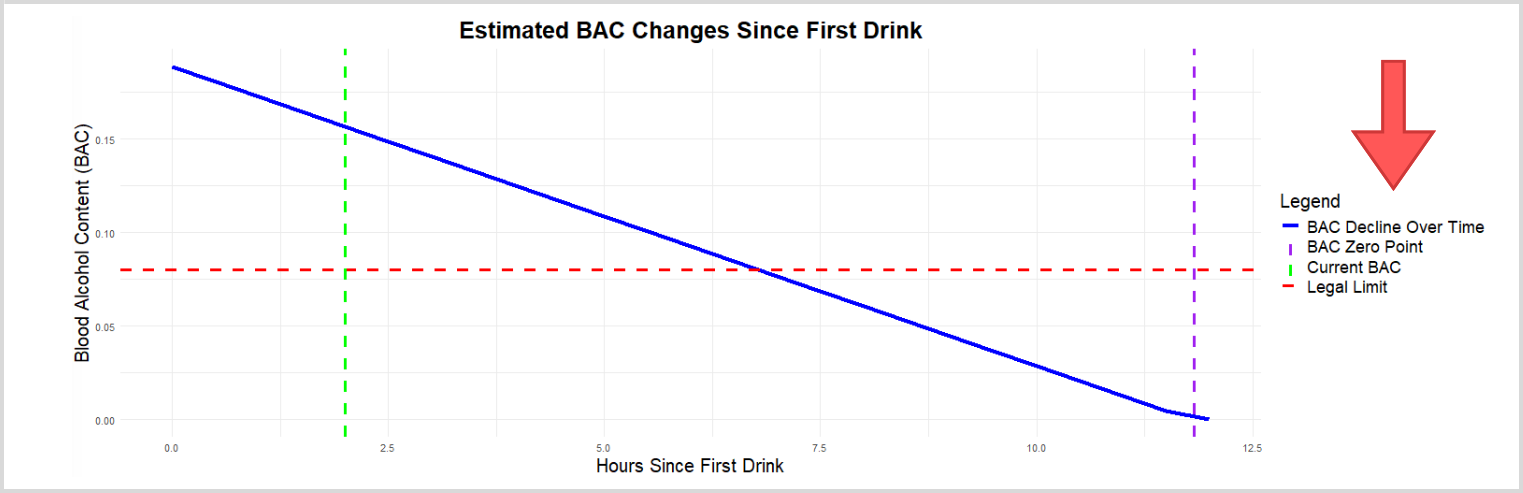 Estimated BAC Changes Since First Drink
Blood Alcohol Content (BAC)
0.15
0.10
0.05
0.00
0.0
2.5
5.0
7.5
10.0
12.5
Hours Since First Drink
Legend
BAC Decline Over Time
BAC Zero Point
Current BAC
Legal Limit